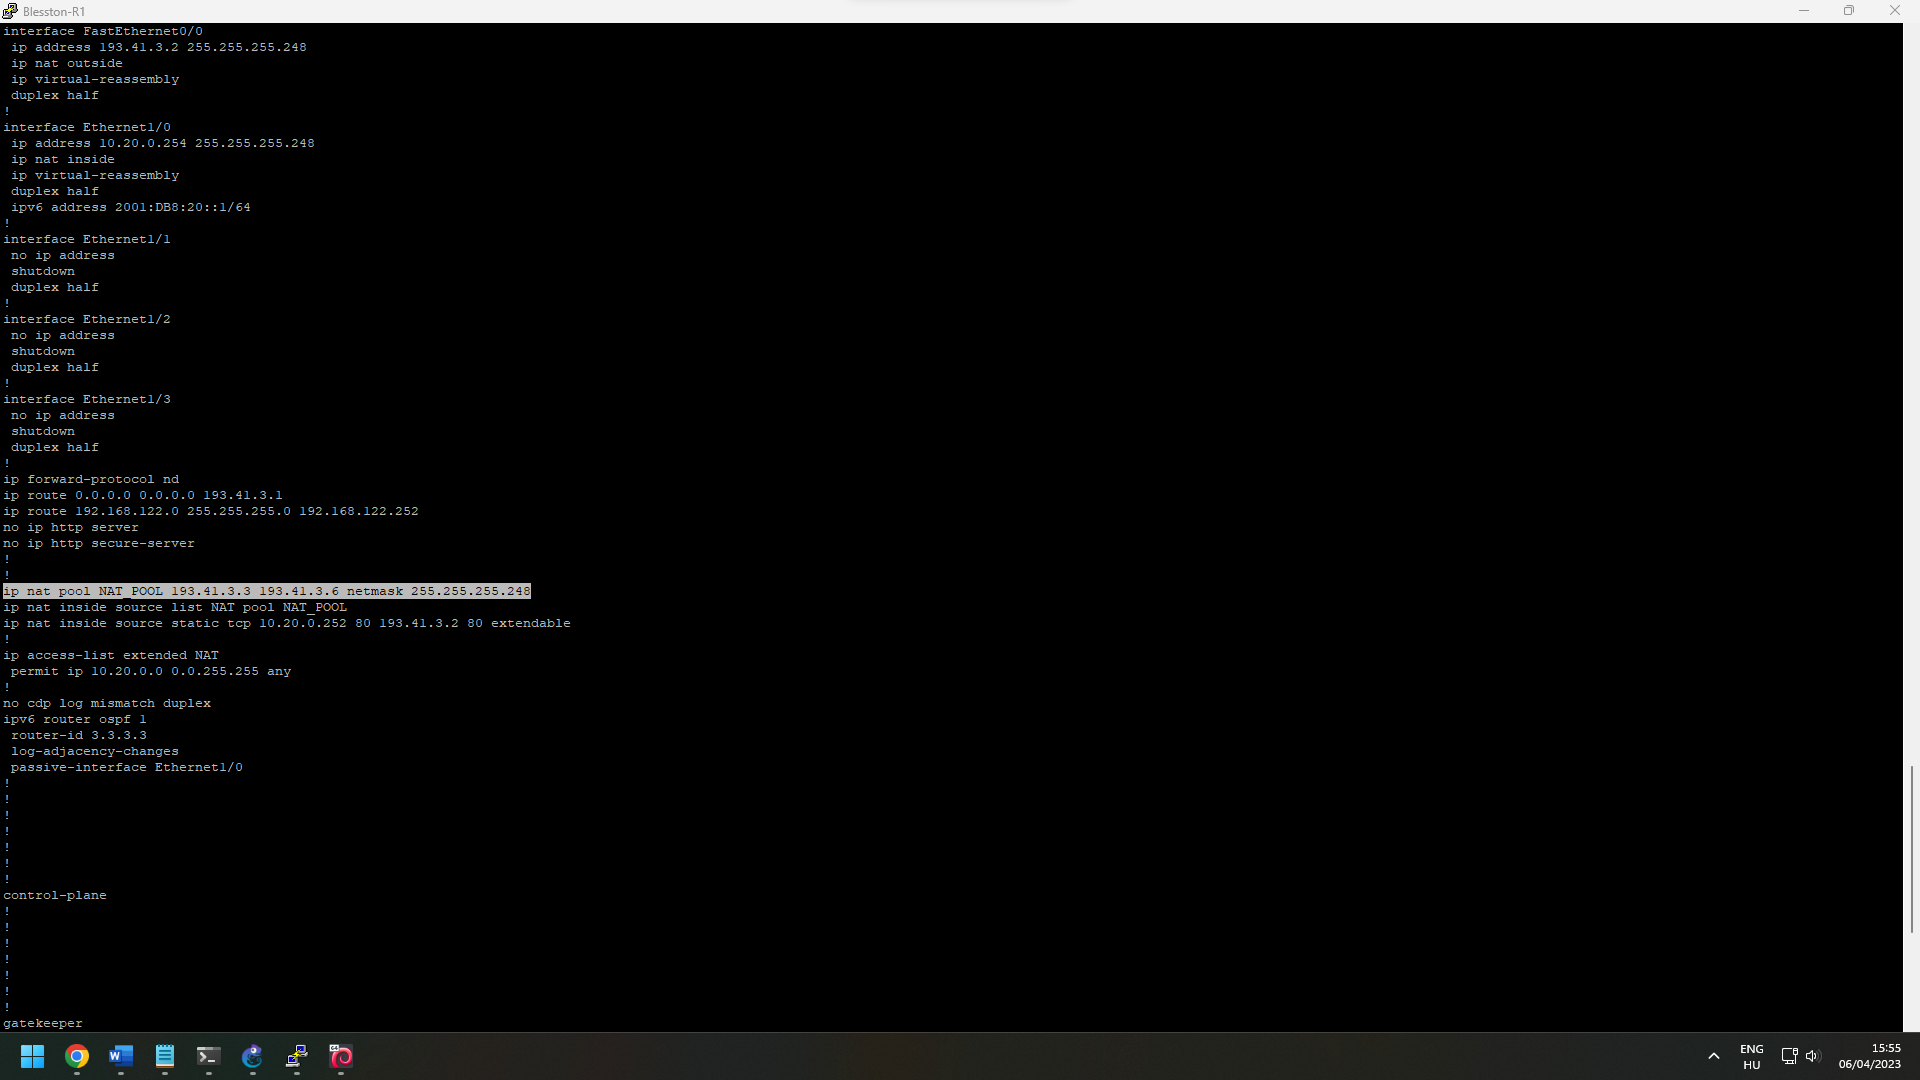 Blesston-R1
interface FastEthernet0/0
 ip address 193.41.3.2 255.255.255.248
 ip nat outside
 ip virtual-reassembly
 duplex half
!
interface Ethernet1/0
 ip address 10.20.0.254 255.255.255.248
 ip nat inside
 ip virtual-reassembly
 duplex half
 ipv6 address 2001:DB8:20::1/64
!
interface Ethernet1/1
 no ip address
 shutdown
 duplex half
!
interface Ethernet1/2
 no ip address
 shutdown
 duplex half
!
interface Ethernet1/3
 no ip address
 shutdown
 duplex half
!
ip forward-protocol nd
ip route 0.0.0.0 0.0.0.0 193.41.3.1
ip route 192.168.122.0 255.255.255.0 192.168.122.252
no ip http server
no ip http secure-server
!
!
ip nat pool NAT_POOL 193.41.3.3 193.41.3.6 netmask 255.255.255.248
ip nat inside source list NAT pool NAT_POOL
ip nat inside source static tcp 10.20.0.252 80 193.41.3.2 80 extendable
!
ip access-list extended NAT
 permit ip 10.20.0.0 0.0.255.255 any
!
no cdp log mismatch duplex
ipv6 router ospf 1
 router-id 3.3.3.3
 log-adjacency-changes
 passive-interface Ethernet1/0
!
!
!
!
!
!
!
control-plane
!
!
!
!
!
!
!
gatekeeper
ENG
HU
15:55
06/04/2023